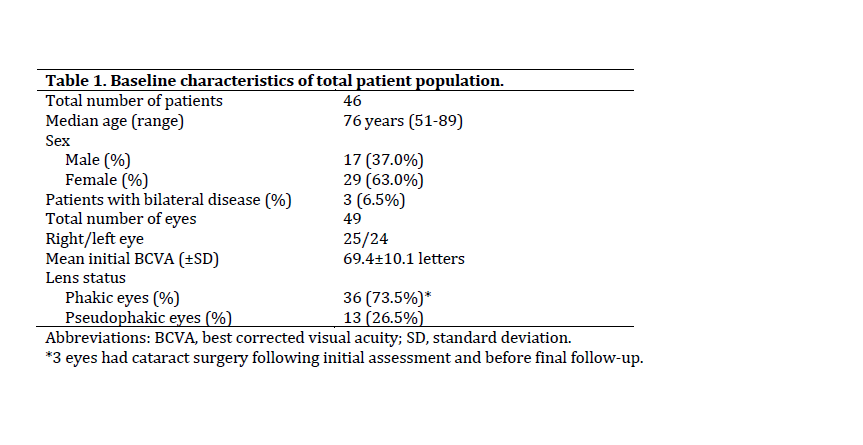 Table 1. Baseline characteristics of total patient population.
Total number of patients 46
Median age (range) 76 years (51-89)
Sex
Male (%) 17 (37.0%)
Female (%) 29 (63.0%)
Patients with bilateral disease (%) 3 (6.5%)
Total number of eyes 49
Right/left eye 25/24
Mean initial BCVA (±SD) 69.4±10.1 letters
Lens status
Phakic eyes (%) 36 (73.5%)*
Pseudophakic eyes (%) 13 (26.5%)
Abbreviations: BCVA, best corrected visual acuity; SD, standard deviation.
*3 eyes had cataract surgery following initial assessment and before final follow-up.